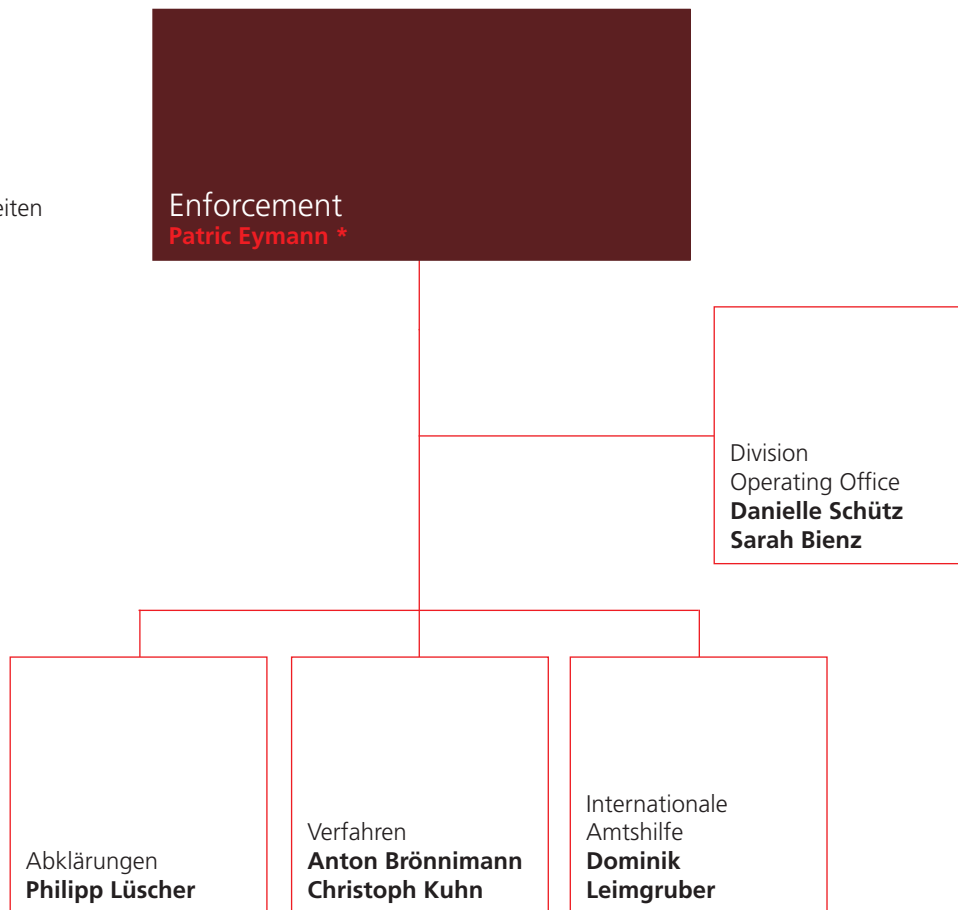 eiten
Enforcement
Patric Eymann *
Division
Operating Office
Danielle Schütz
Sarah Bienz
Abklärungen
Philipp Lüscher
Verfahren
Anton Brönnimann
Christoph Kuhn
Internationale
Amtshilfe
Dominik
Leimgruber